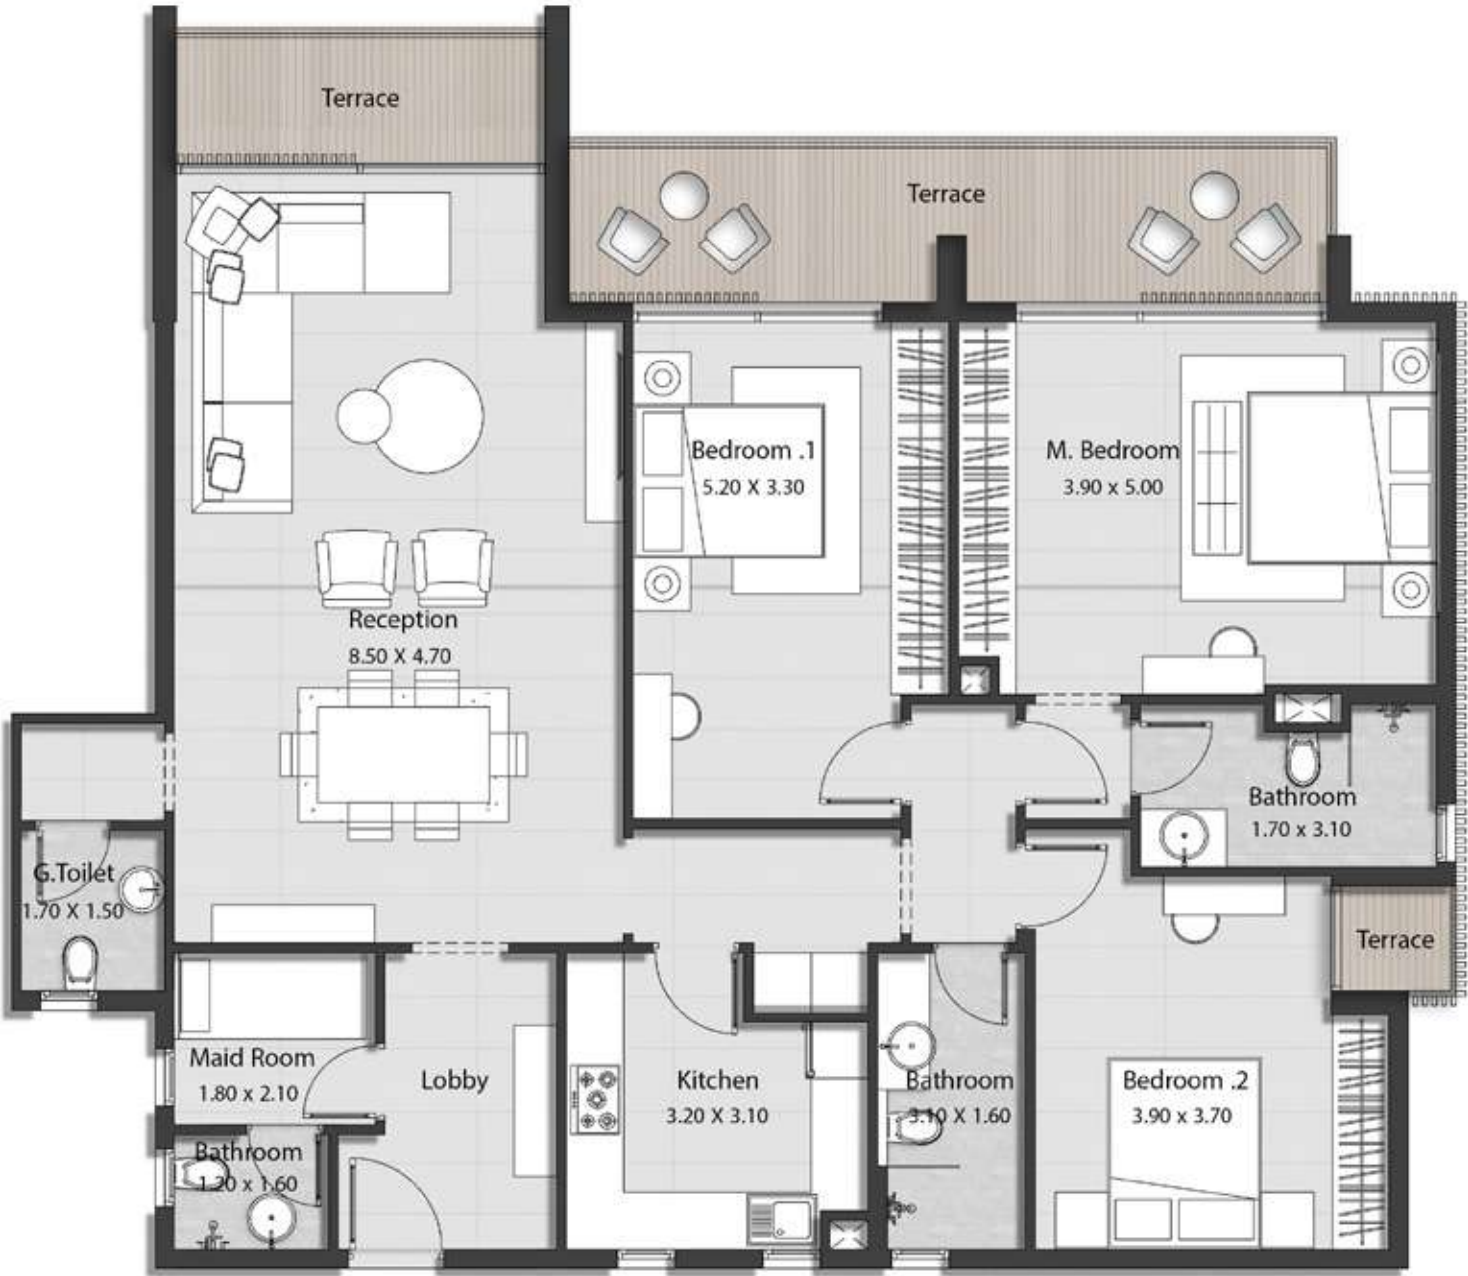 Terrace
Terrace
Bedroom .1
5.20 X 3.30
M. Bedroom
3.90 x 5.00
Reception
8.50 X 4.70
Bathroom
1.70 x 3.10
G.Toilet
1.70 X 1.50
Terrace
Maid Room
1.80 x 2.10
Lobby
Kitchen
3.20 X 3.10
Bathroom
3.10 X 1.60
Bedroom .2
3.90 x 3.70
Bathroom
1.20 x 1.60